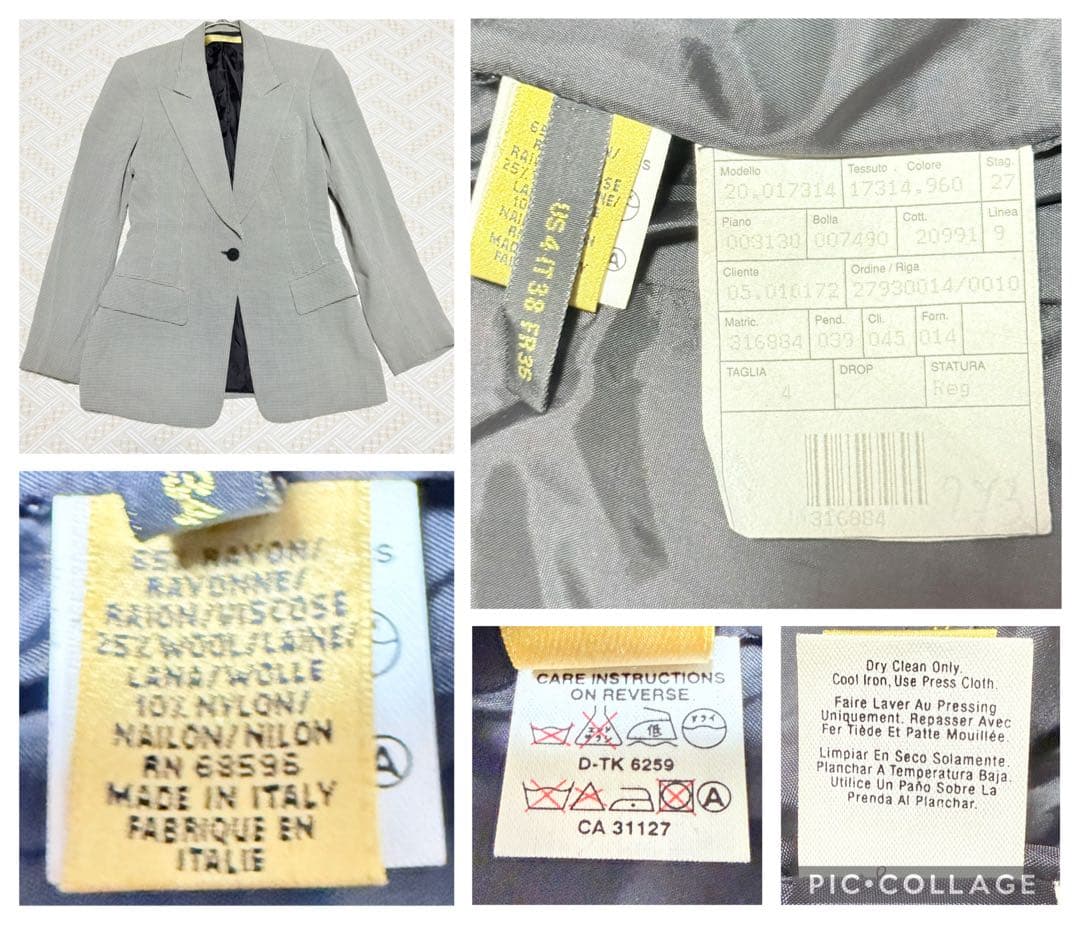 US 4 IT 38 FR 36
Modello Tessuto . Colore Stag.
20.017314 17314.960 27
Piano Bolla Cott. Linea
003130 007490 20991 9
Cliente Ordine / Riga
05.016172 27930014/0010
Matric. Pend. Cli. Forn.
316884 039 045 014
TAGLIA DROP STATURA
4 Reg
316884
65% RAYON/
RAYONNE/
RAION/VISCOSE
25% WOOL/LAINE/
LANA/WOLLE
10% NYLON/
NAILON/NILON
RN 68596
MADE IN ITALY
FABRIQUE EN
ITALIE
S
A
CARE INSTRUCTIONS
ON REVERSE
低 ドライ
D-TK 6259
A
CA 31127
Dry Clean Only.
Cool Iron, Use Press Cloth.
Faire Laver Au Pressing
Uniquement. Repasser Avec
Fer Tiède Et Patte Mouillée.
Limpiar En Seco Solamente.
Planchar A Temperatura Baja.
Utilice Un Paño Sobre La
Prenda Al Planchar.
PIC•COLLAGE